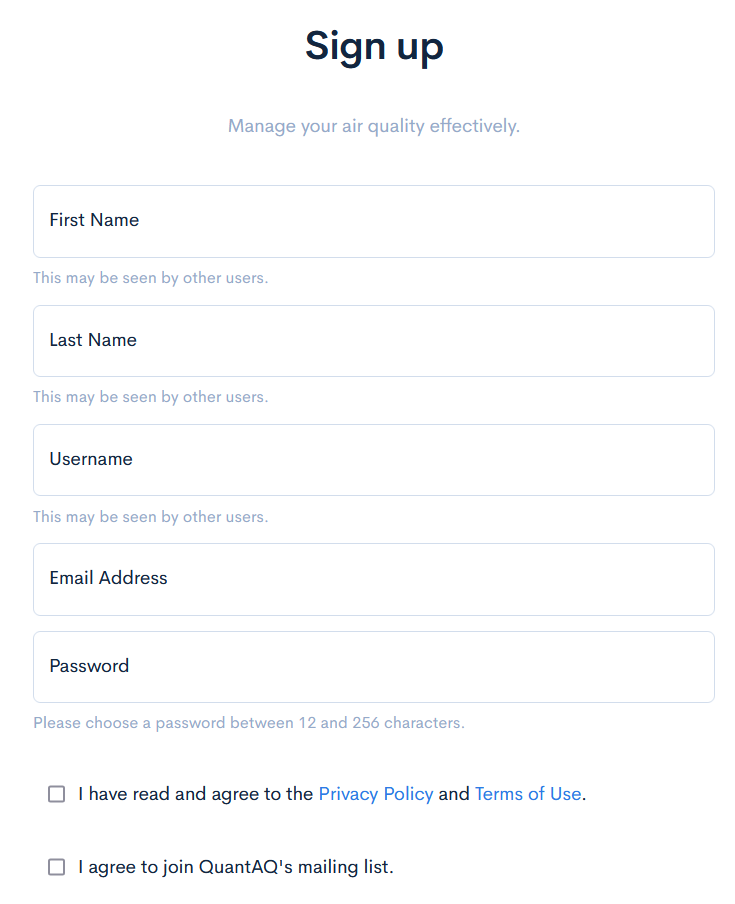 Sign up
Manage your air quality effectively.
First Name
This may be seen by other users.
Last Name
This may be seen by other users.
Username
This may be seen by other users.
Email Address
Password
Please choose a password between 12 and 256 characters.
I have read and agree to the Privacy Policy and Terms of Use.
I agree to join QuantAQ's mailing list.